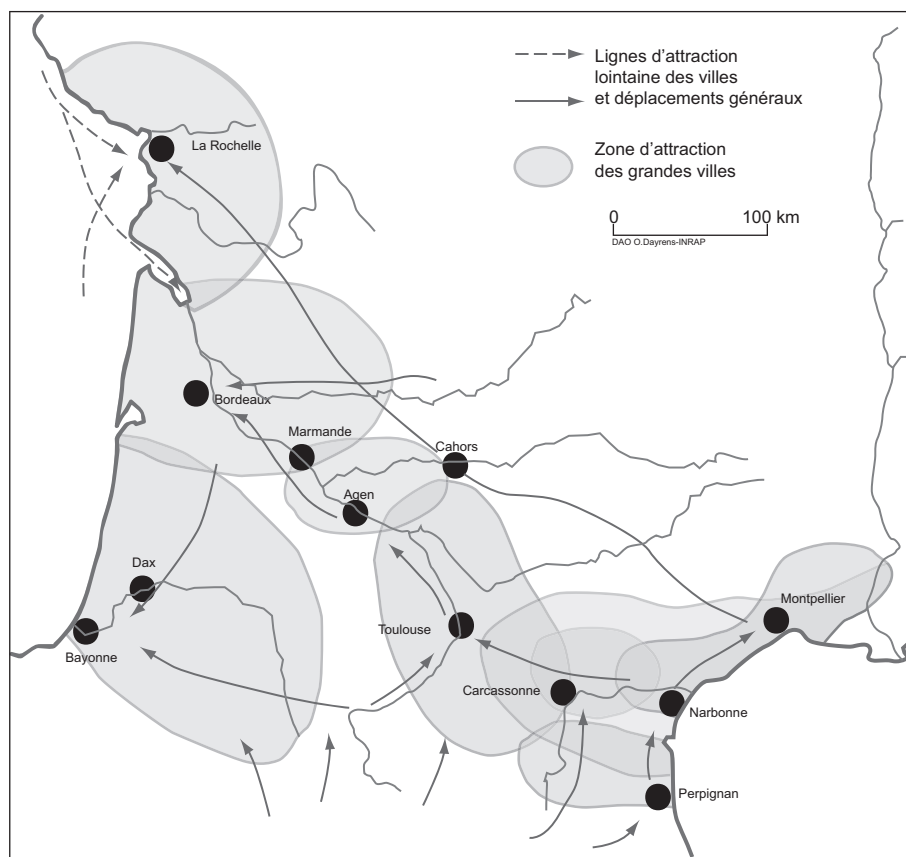 Lignes d'attraction
lointaine des villes
et déplacements généraux
Zone d'attraction
des grandes villes
0 100 km
DAO O.Dayrens-INRAP
La Rochelle
Bordeaux
Marmande
Cahors
Agen
Dax
Bayonne
Toulouse
Montpellier
Carcassonne
Narbonne
Perpignan